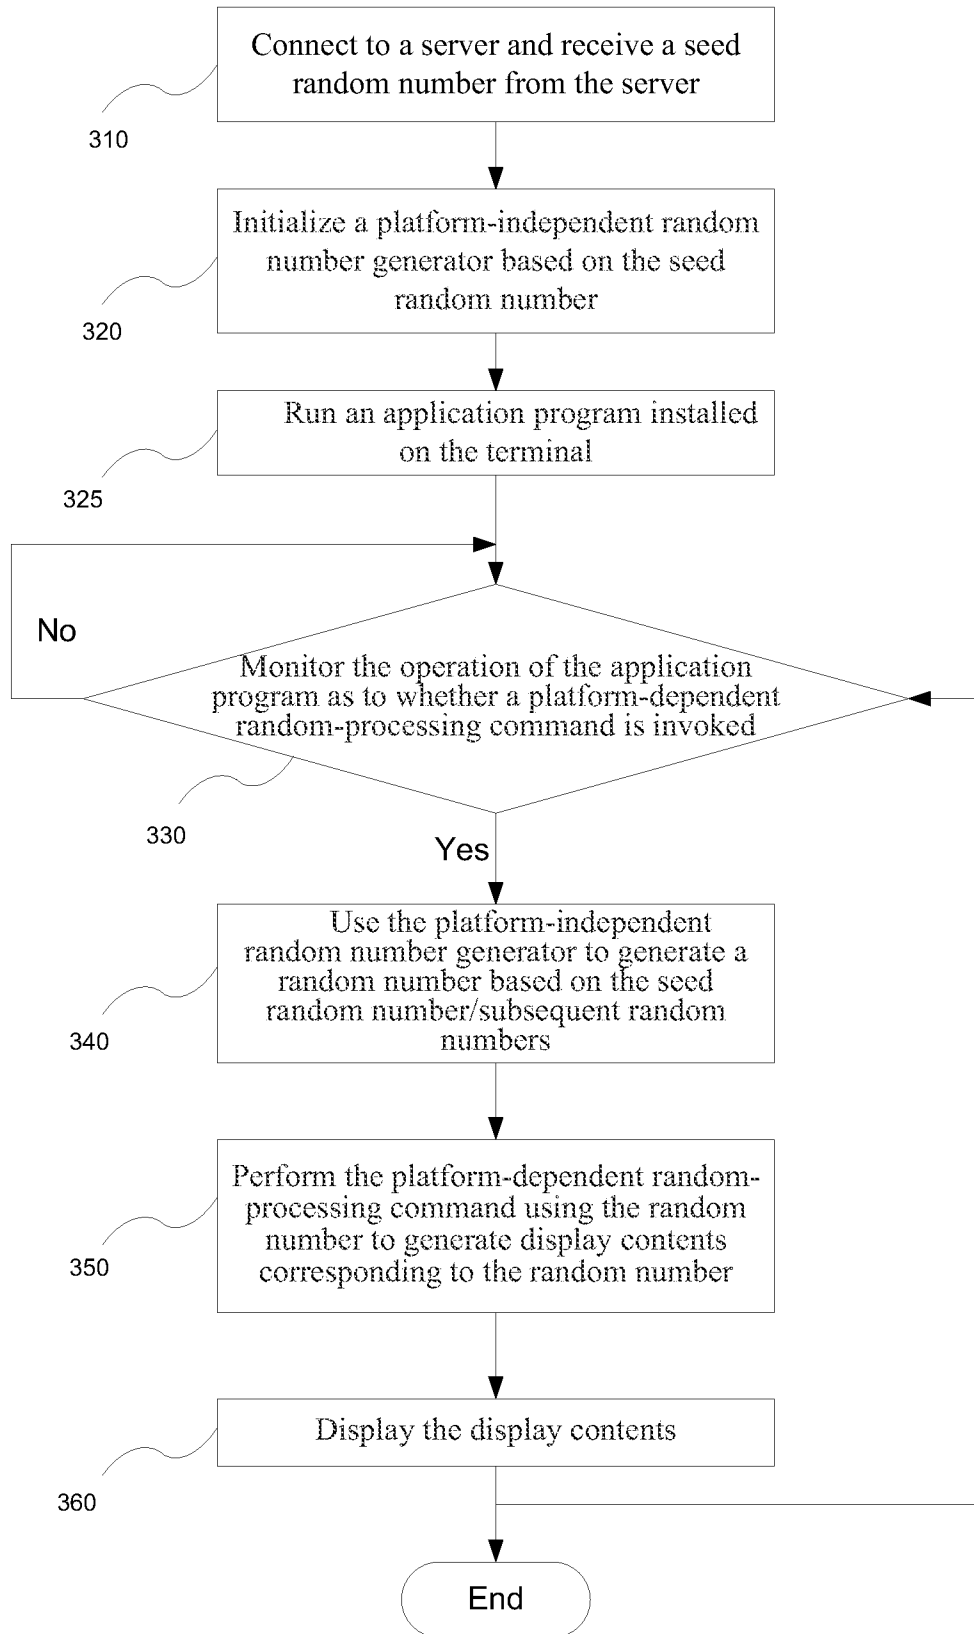 Connect to a server and receive a seed
random number from the server
310
Initialize a platform-independent random
number generator based on the seed
random number
320
Run an application program installed
on the terminal
325
No
Monitor the operation of the application
program as to whether a platform-dependent
random-processing command is invoked
330
Yes
Use the platform-independent
random number generator to generate a
random number based on the seed
random number/subsequent random
numbers
340
Perform the platform-dependent random-
processing command using the random
number to generate display contents
corresponding to the random number
350
Display the display contents
360
End